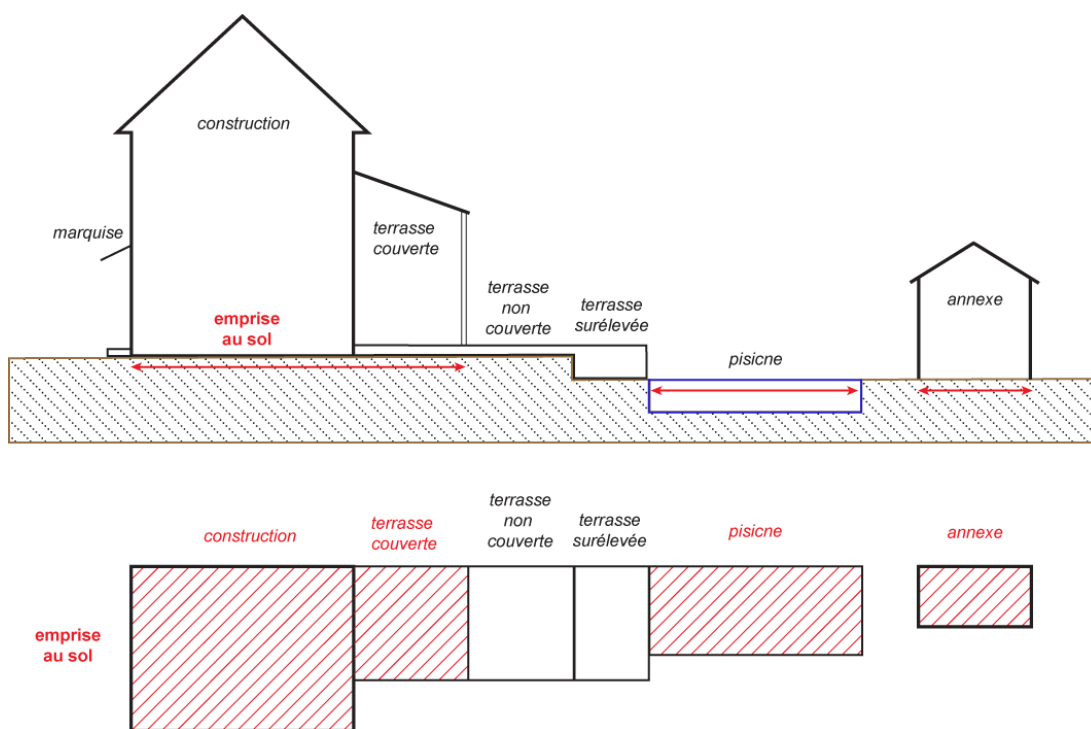 construction
marquise
terrasse
couverte
terrasse
non
couverte
terrasse
surélevée
emprise
au sol
pisicne
annexe
construction
terrasse
couverte
terrasse
non
couverte
terrasse
surélevée
pisicne
annexe
emprise
au sol